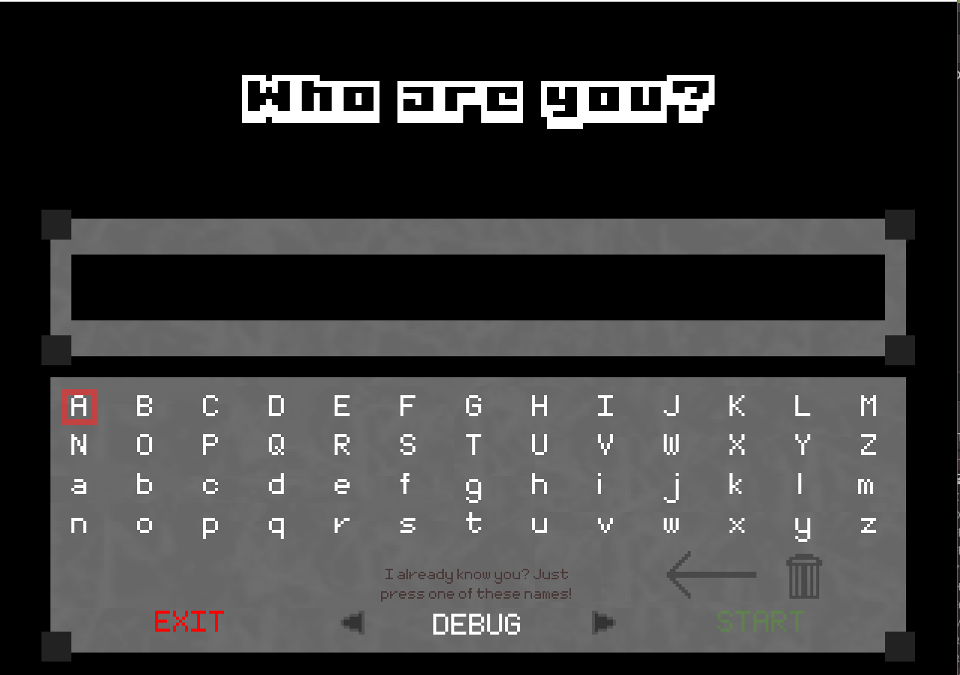 Who are you?
A B C D E F G H I J K L M
N O P Q R S T U V W X Y Z
a b c d e f g h i j k l m
n o p q r s t u v w x y z
I already know you? Just
press one of these names!
EXIT DEBUG START